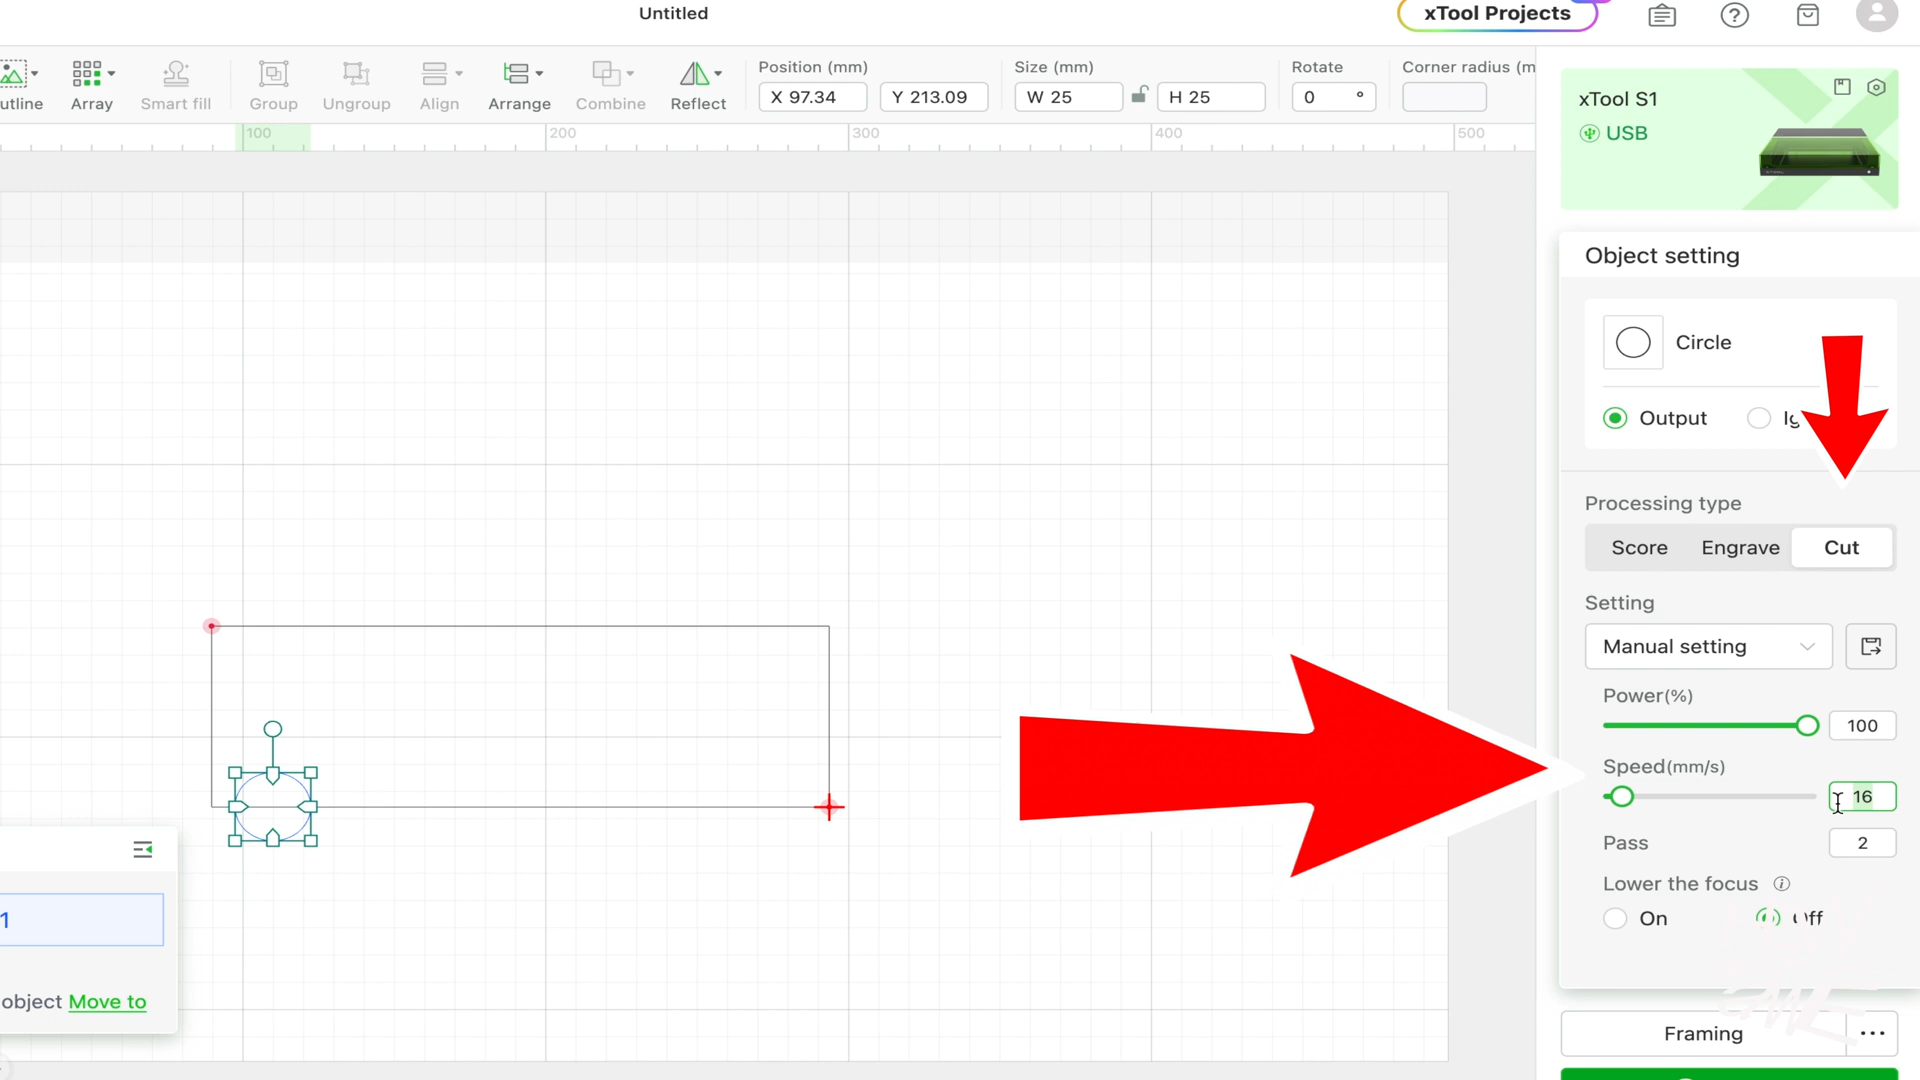 Untitled
xTool Projects
utline
Array
Smart fill
Group
Ungroup
Align
Arrange
Combine
Reflect
Position (mm)
X 97.34
Y 213.09
Size (mm)
W 25
H 25
Rotate
0 °
Corner radius (m
100
200
300
400
500
xTool S1
USB
Object setting
Circle
Output
Ig
Processing type
Score
Engrave
Cut
Setting
Manual setting
Power(%)
100
Speed(mm/s)
16
Pass
2
Lower the focus
On
Off
1
object Move to
Framing